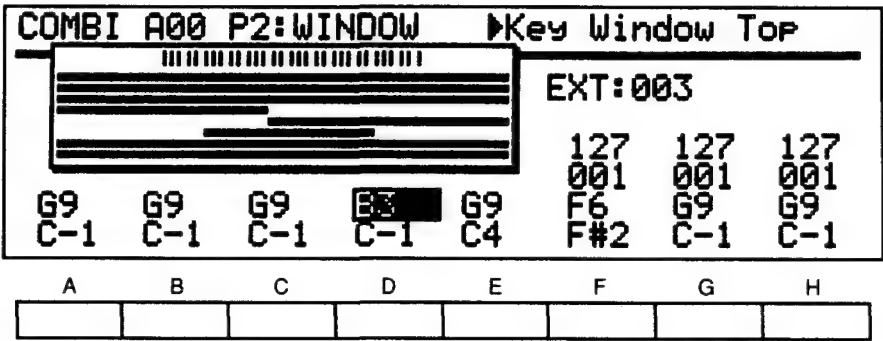 COMBI A00 P2:WINDOW ▶Key Window Top
EXT:003
127 127 127
001 001 001
G9 G9 G9 B3 G9 F6 G9 G9
C-1 C-1 C-1 C-1 C4 F#2 C-1 C-1
A B C D E F G H